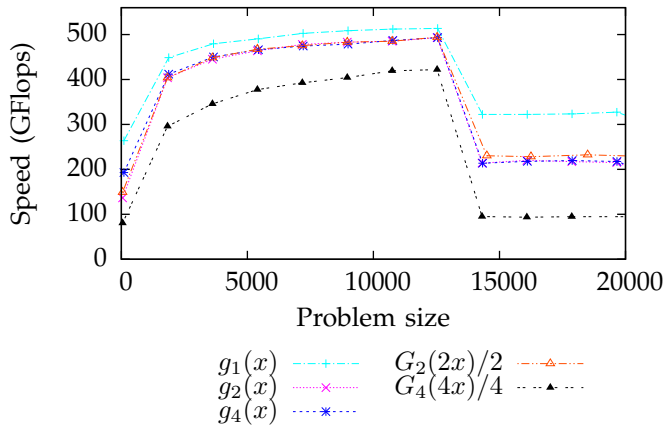 500
400
300
200
100
0
Speed (GFlops)
0 5000 10000 15000 20000
Problem size
g₁(x) G₂(2x)/2
g₂(x) G₄(4x)/4
g₄(x)